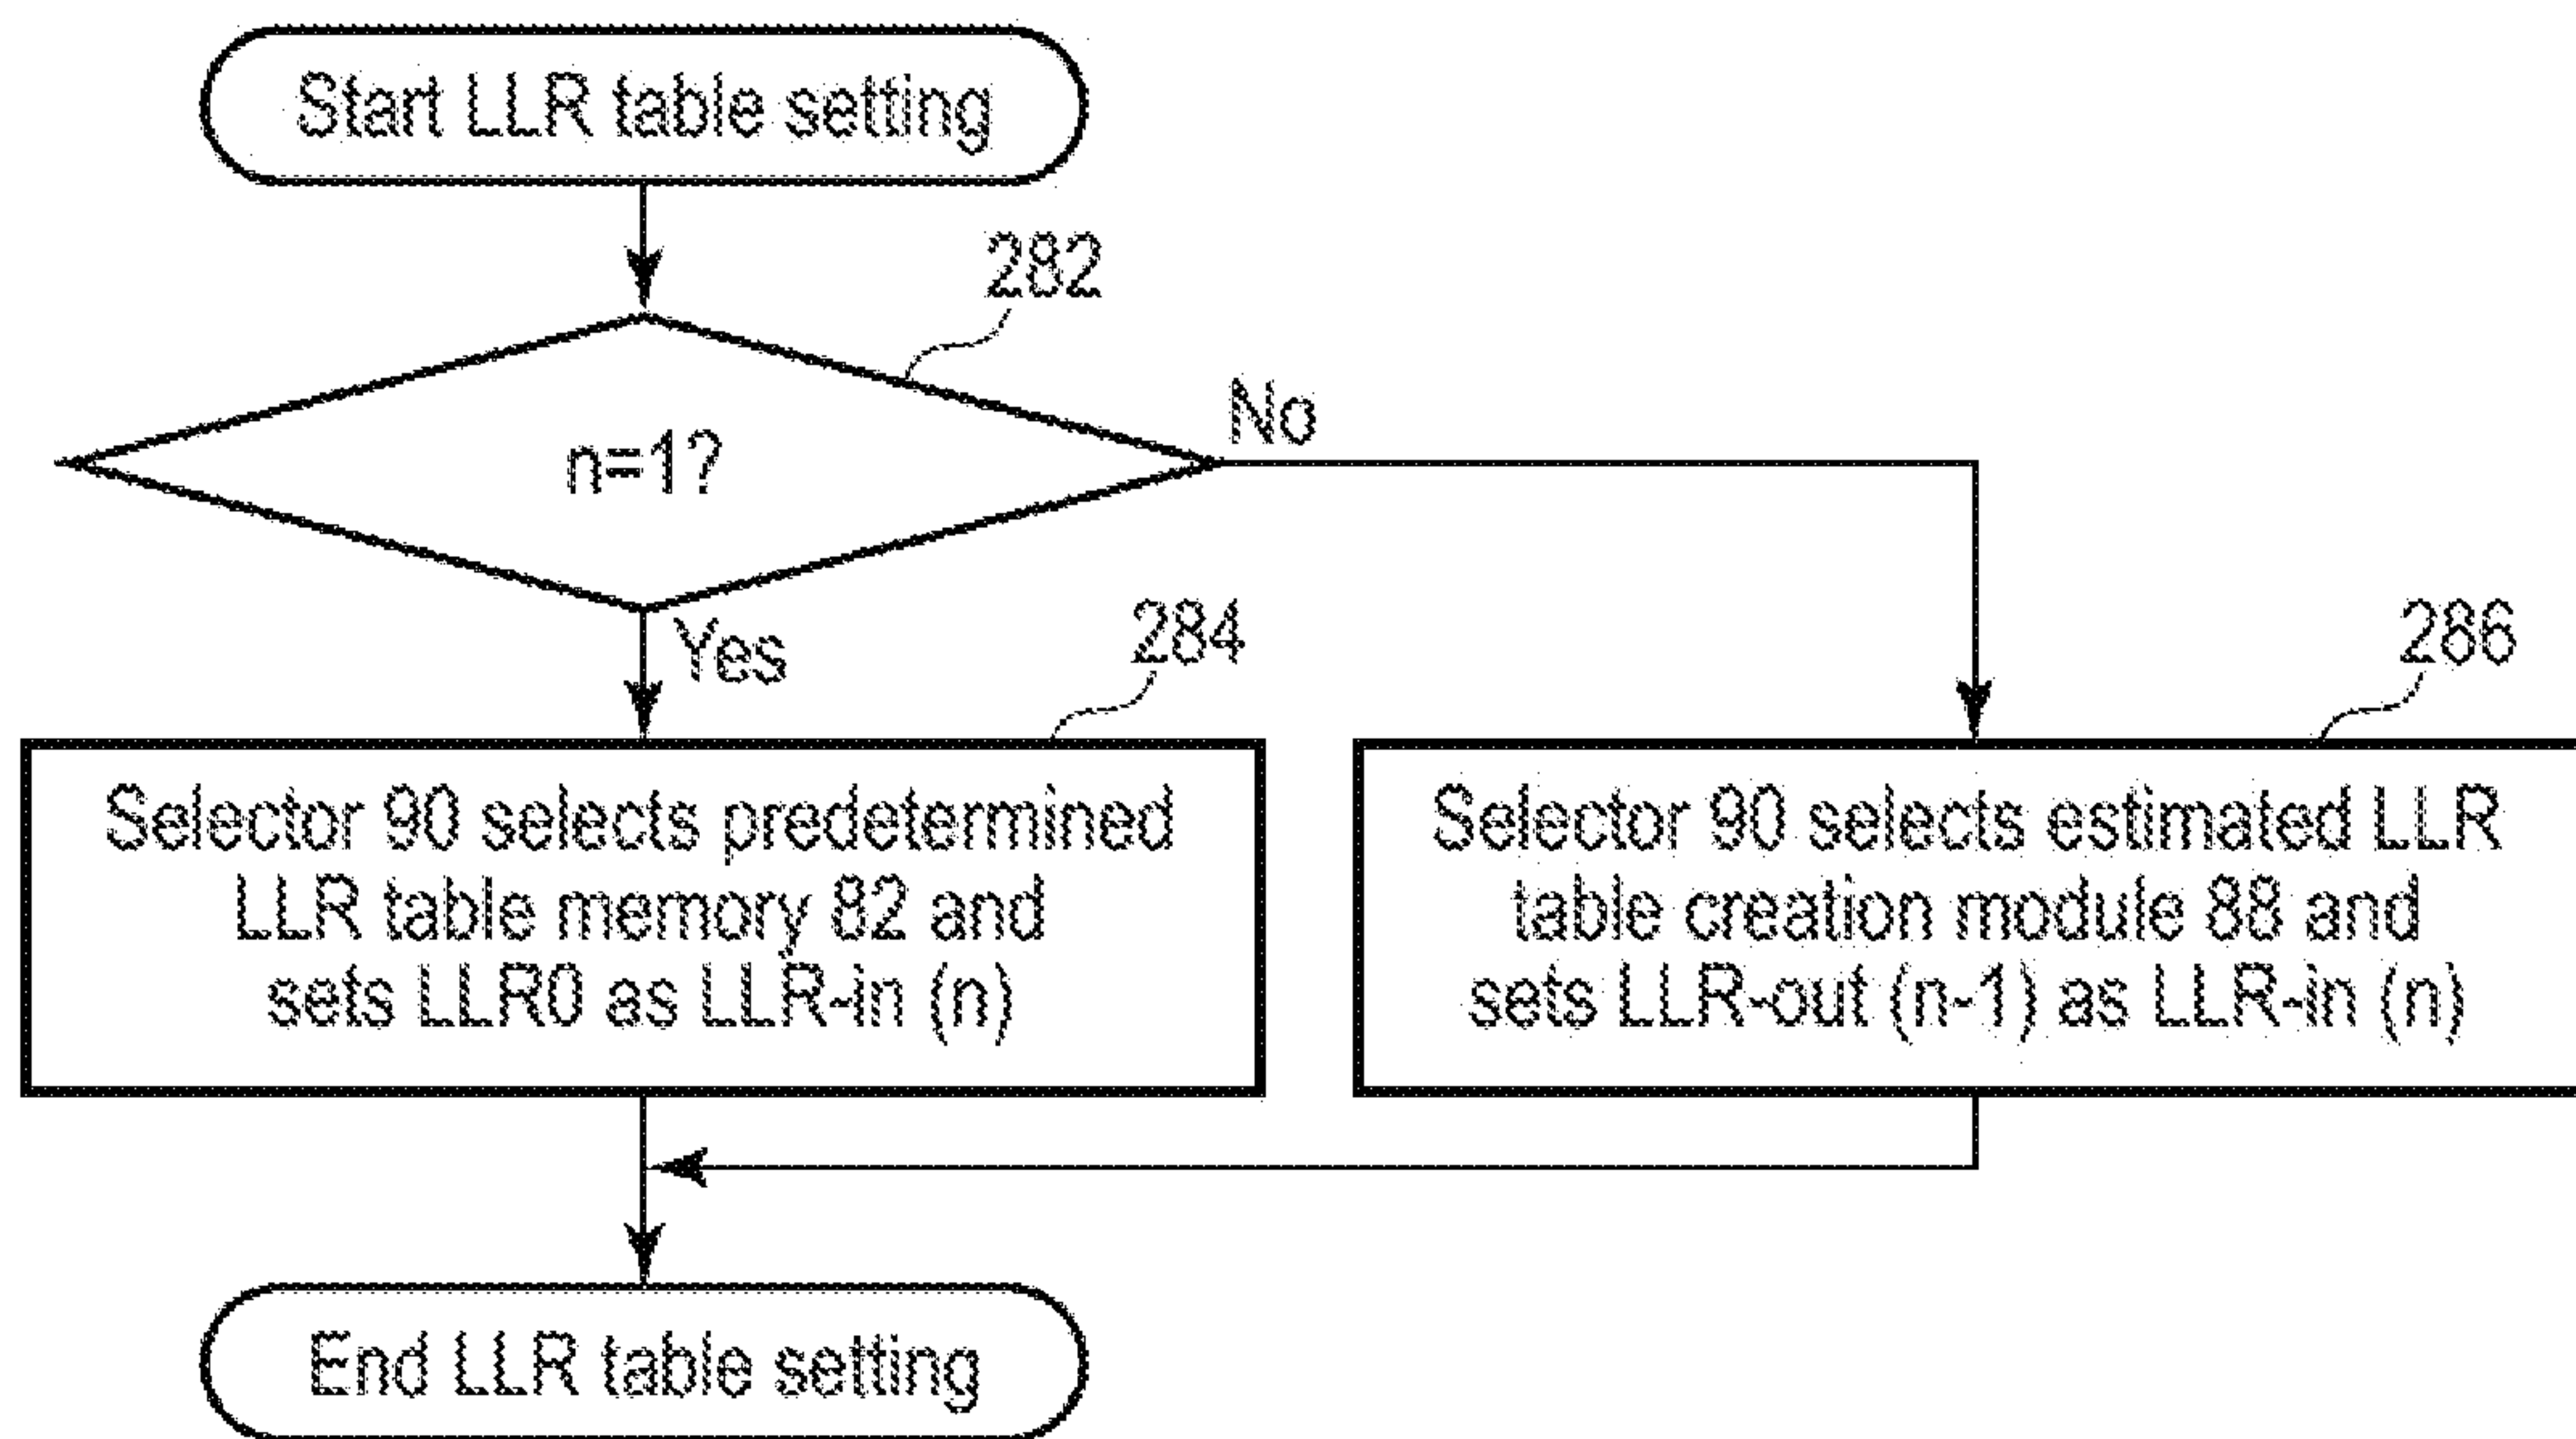 Start LLR table setting
282
n=1?
No
Yes
284
Selector 90 selects predetermined
LLR table memory 82 and
sets LLR0 as LLR-in (n)
286
Selector 90 selects estimated LLR
table creation module 88 and
sets LLR-out (n-1) as LLR-in (n)
End LLR table setting